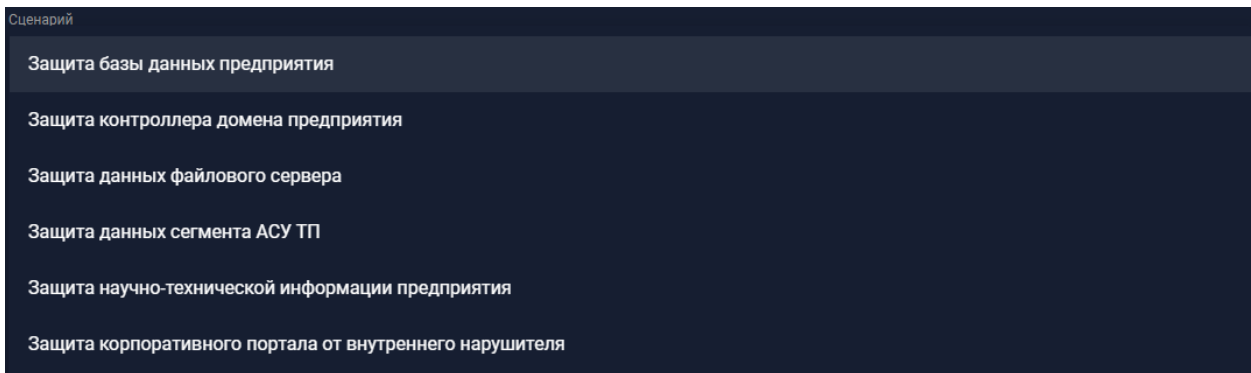 Сценарий
Защита базы данных предприятия
Защита контроллера домена предприятия
Защита данных файлового сервера
Защита данных сегмента АСУ ТП
Защита научно-технической информации предприятия
Защита корпоративного портала от внутреннего нарушителя